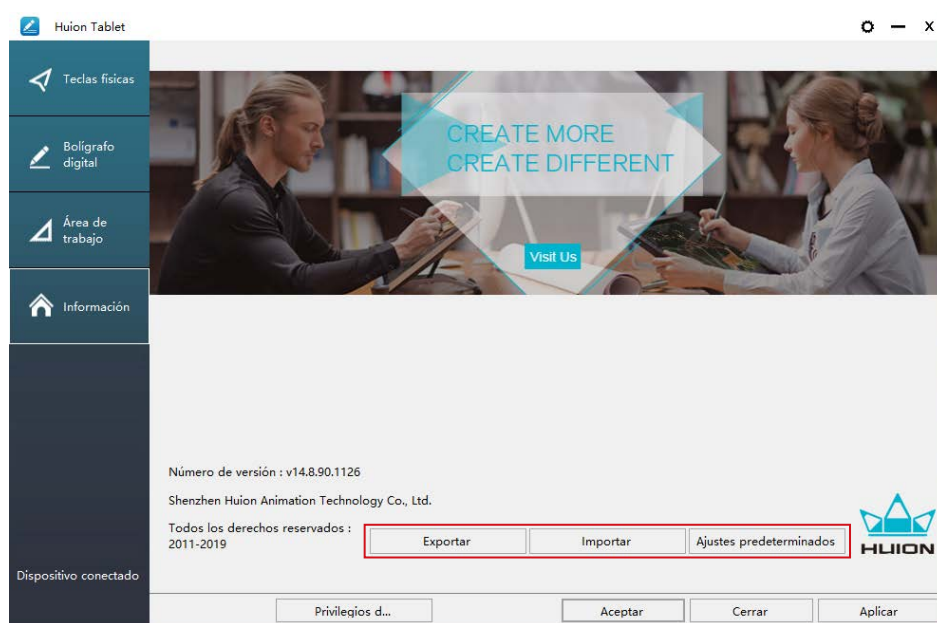 Huion Tablet
Teclas físicas
CREATE MORE
CREATE DIFFERENT
Bolígrafo
digital
Área de
trabajo
Visit Us
Información
Número de versión : v14.8.90.1126
Shenzhen Huion Animation Technology Co., Ltd.
Todos los derechos reservados :
2011-2019
Exportar
Importar
Ajustes predeterminados
HUION
Dispositivo conectado
Privilegios d...
Aceptar
Cerrar
Aplicar